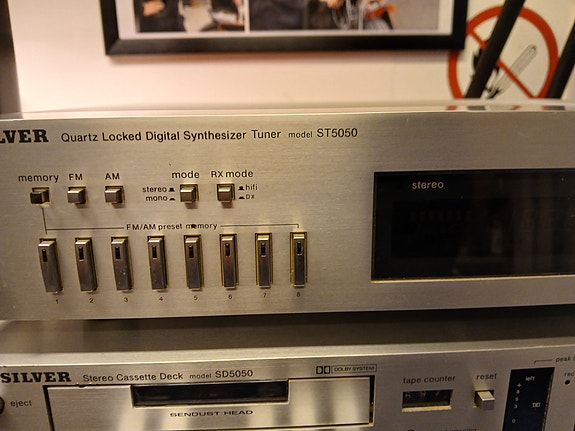 LVER Quartz Locked Digital Synthesizer Tuner model ST5050
memory FM AM mode RX mode
stereo
mono
hifi
DX
stereo
FM/AM preset memory
1 2 3 4 5 6 7 8
SILVER Stereo Cassette Deck model SD5050
DOLBY SYSTEM
eject
SENDUST HEAD
tape counter
reset
left
peak